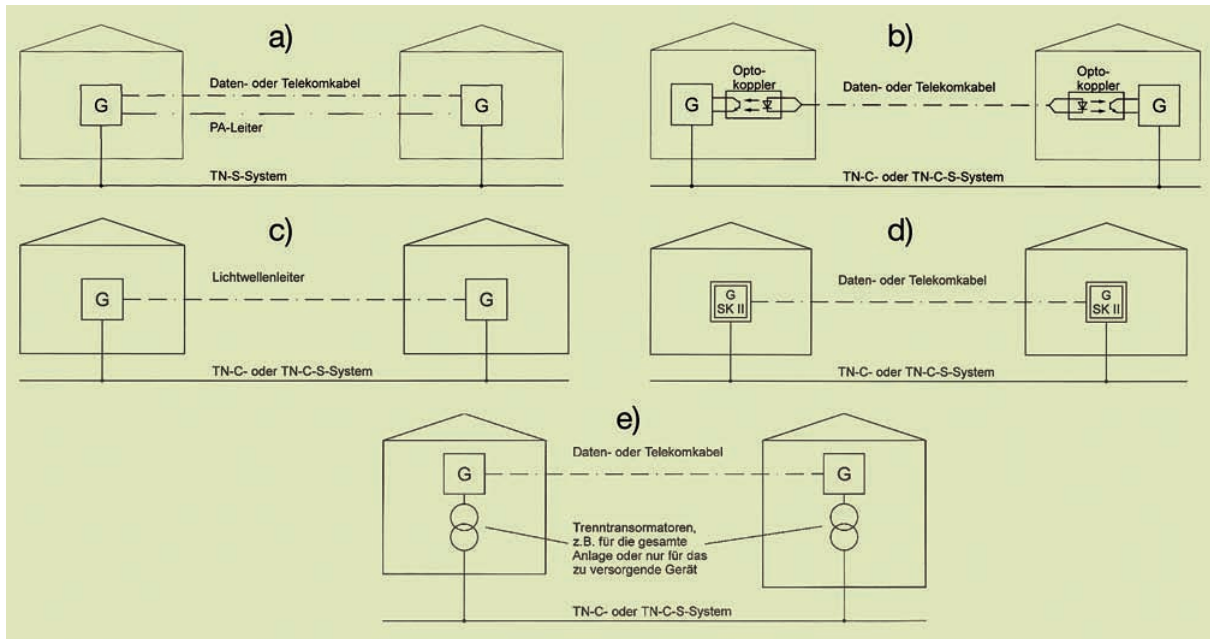 a)
Daten- oder Telekomkabel
G
G
PA-Leiter
TN-S-System
b)
Opto-
koppler
Opto-
koppler
Daten- oder Telekomkabel
G
G
TN-C- oder TN-C-S-System
c)
Lichtwellenleiter
G
G
TN-C- oder TN-C-S-System
d)
Daten- oder Telekomkabel
G
SK II
G
SK II
TN-C- oder TN-C-S-System
e)
Daten- oder Telekomkabel
G
G
Trenntransormatoren,
z.B. für die gesamte
Anlage oder nur für das
zu versorgende Gerät
TN-C- oder TN-C-S-System